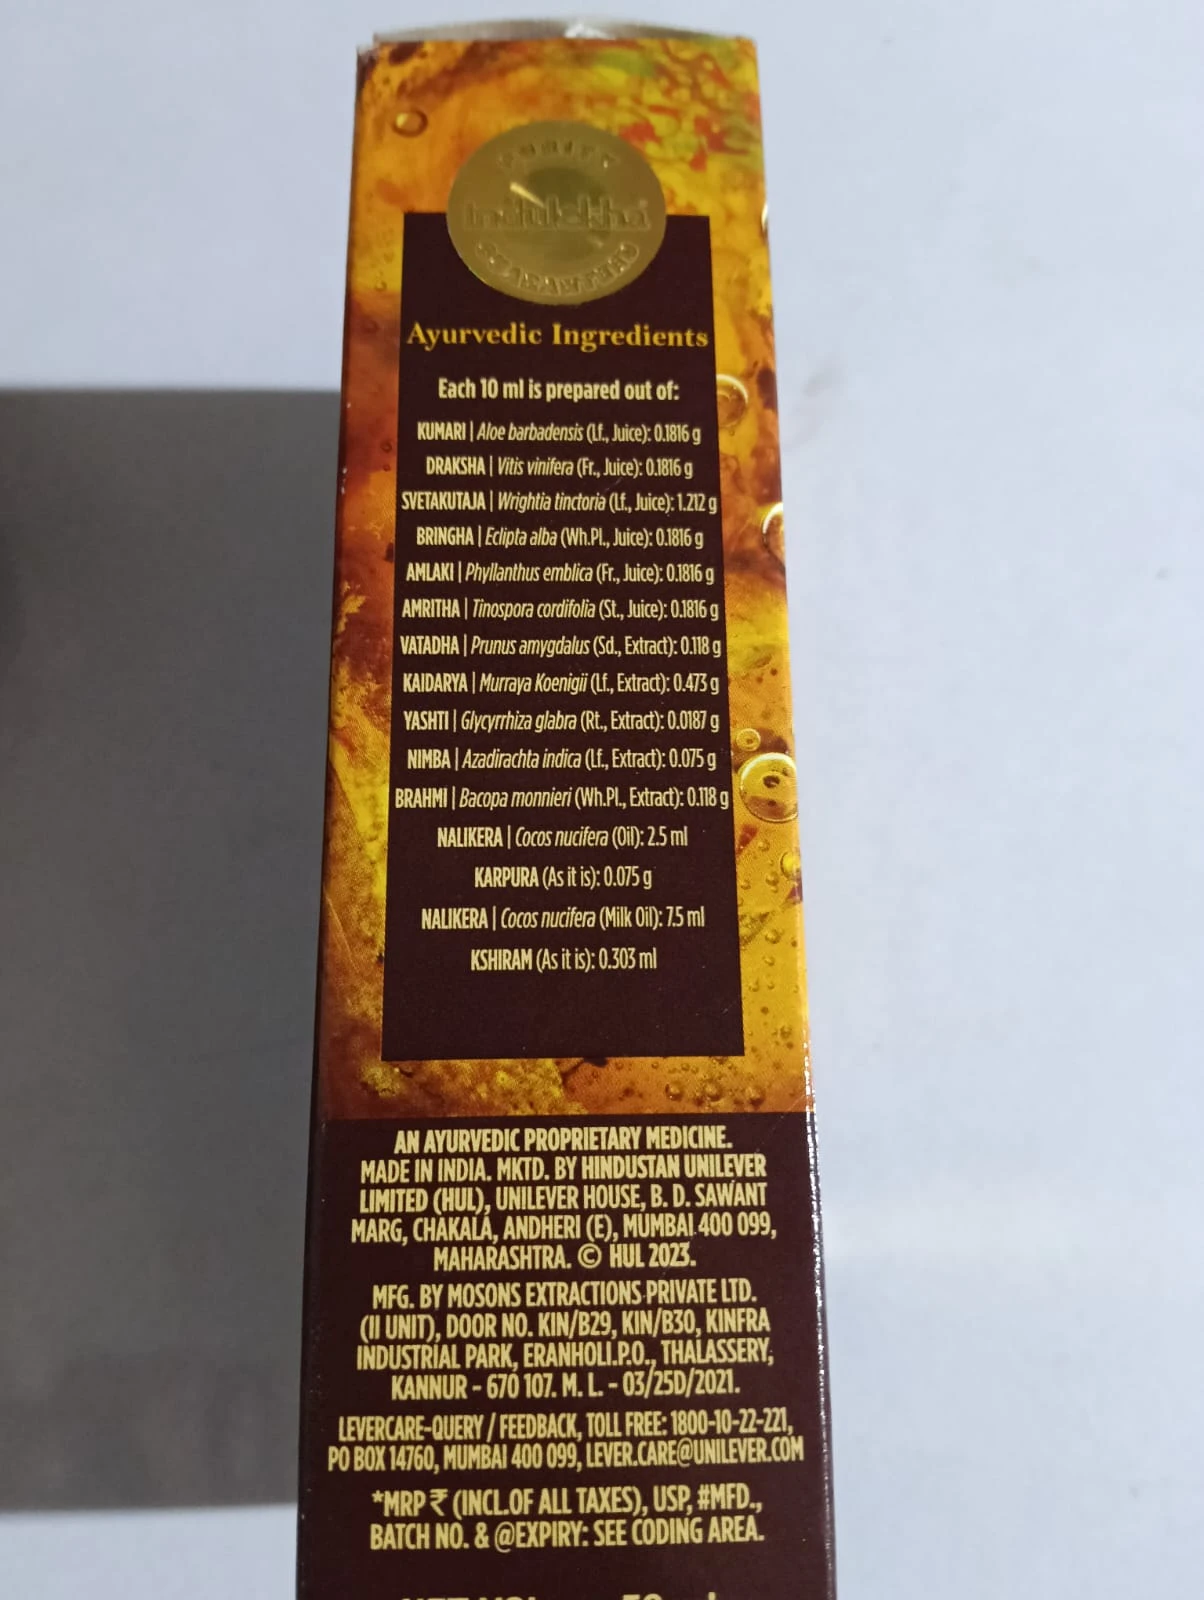 PURITY
indulekha
GUARANTEED
Ayurvedic Ingredients
Each 10 ml is prepared out of:
KUMARI | Aloe barbadensis (Lf., Juice): 0.1816 g
DRAKSHA | Vitis vinifera (Fr., Juice): 0.1816 g
SVETAKUTAJA | Wrightia tinctoria (Lf., Juice): 1.212 g
BRINGHA | Eclipta alba (Wh.Pl., Juice): 0.1816 g
AMLAKI | Phyllanthus emblica (Fr., Juice): 0.1816 g
AMRITHA | Tinospora cordifolia (St., Juice): 0.1816 g
VATADHA | Prunus amygdalus (Sd., Extract): 0.118 g
KAIDARYA | Murraya Koenigii (Lf., Extract): 0.473 g
YASHTI | Glycyrrhiza glabra (Rt., Extract): 0.0187 g
NIMBA | Azadirachta indica (Lf., Extract): 0.075 g
BRAHMI | Bacopa monnieri (Wh.Pl., Extract): 0.118 g
NALIKERA | Cocos nucifera (Oil): 2.5 ml
KARPURA (As it is): 0.075 g
NALIKERA | Cocos nucifera (Milk Oil): 7.5 ml
KSHIRAM (As it is): 0.303 ml
AN AYURVEDIC PROPRIETARY MEDICINE.
MADE IN INDIA. MKTD. BY HINDUSTAN UNILEVER
LIMITED (HUL), UNILEVER HOUSE, B. D. SAWANT
MARG, CHAKALA, ANDHERI (E), MUMBAI 400 099,
MAHARASHTRA. © HUL 2023.
MFG. BY MOSONS EXTRACTIONS PRIVATE LTD.
(II UNIT), DOOR NO. KIN/B29, KIN/B30, KINFRA
INDUSTRIAL PARK, ERANHOLI.P.O., THALASSERY,
KANNUR - 670 107. M. L. - 03/25D/2021.
LEVERCARE-QUERY / FEEDBACK, TOLL FREE: 1800-10-22-221,
PO BOX 14760, MUMBAI 400 099, LEVER.CARE@UNILEVER.COM
*MRP ₹ (INCL.OF ALL TAXES), USP, #MFD.,
BATCH NO. & @EXPIRY: SEE CODING AREA.